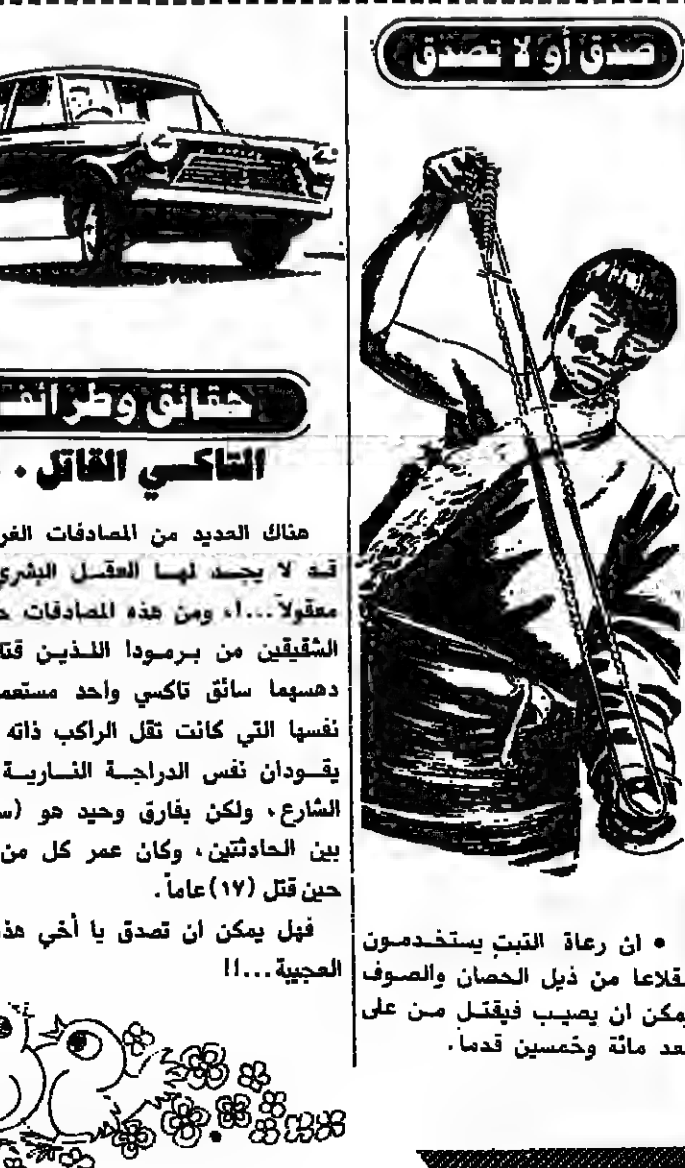 صدق أو لا تصدق
• ان رعاة التبت يستخدمون
مقلاعا من ذيل الحصان والصوف
يمكن ان يصيب فيقتل من على
بعد مائة وخمسين قدما .
حقائق وطرائف
التاكسي القاتل . .
هناك العديد من المصادفات
قد لا يجد لها العقل البشري
معقولاً ...!، ومن هذه المصادفات
الشقيقين من برمودا اللذين
دهسهما سائق تاكسي واحد
نفسها التي كانت تقل الراكب ذاته
يقودان نفس الدراجة النارية
الشارع، ولكن بفارق وحيد هو
بين الحادثتين، وكان عمر كل من
حين قتل (١٧) عاماً .
فهل يمكن ان تصدق يا أخي
العجيبة ...!!